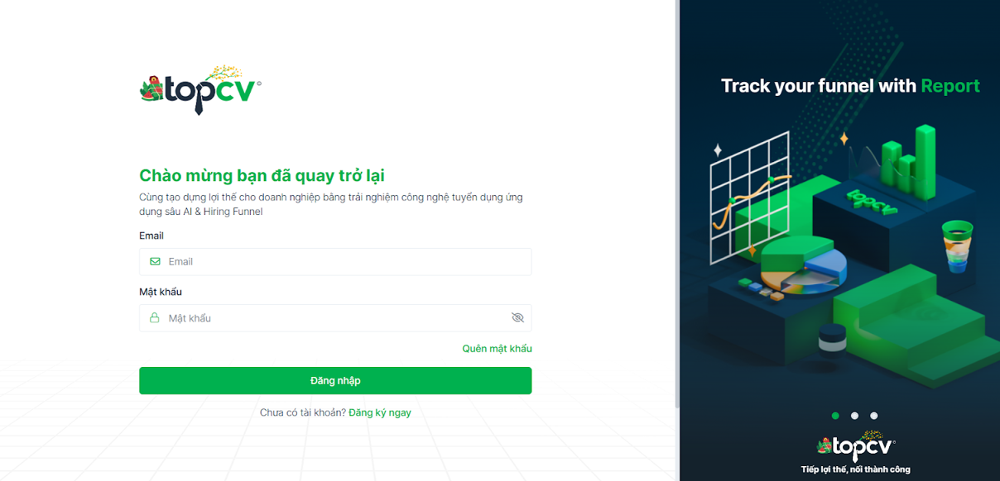 topcv
Chào mừng bạn đã quay trở lại
Cùng tạo dựng lợi thế cho doanh nghiệp bằng trải nghiệm công nghệ tuyển dụng ứng
dụng sâu AI & Hiring Funnel
Email
Email
Mật khẩu
Mật khẩu
Quên mật khẩu
Đăng nhập
Chưa có tài khoản? Đăng ký ngay
Track your funnel with Report
topcv
topcv
Tiếp lợi thế, nối thành công